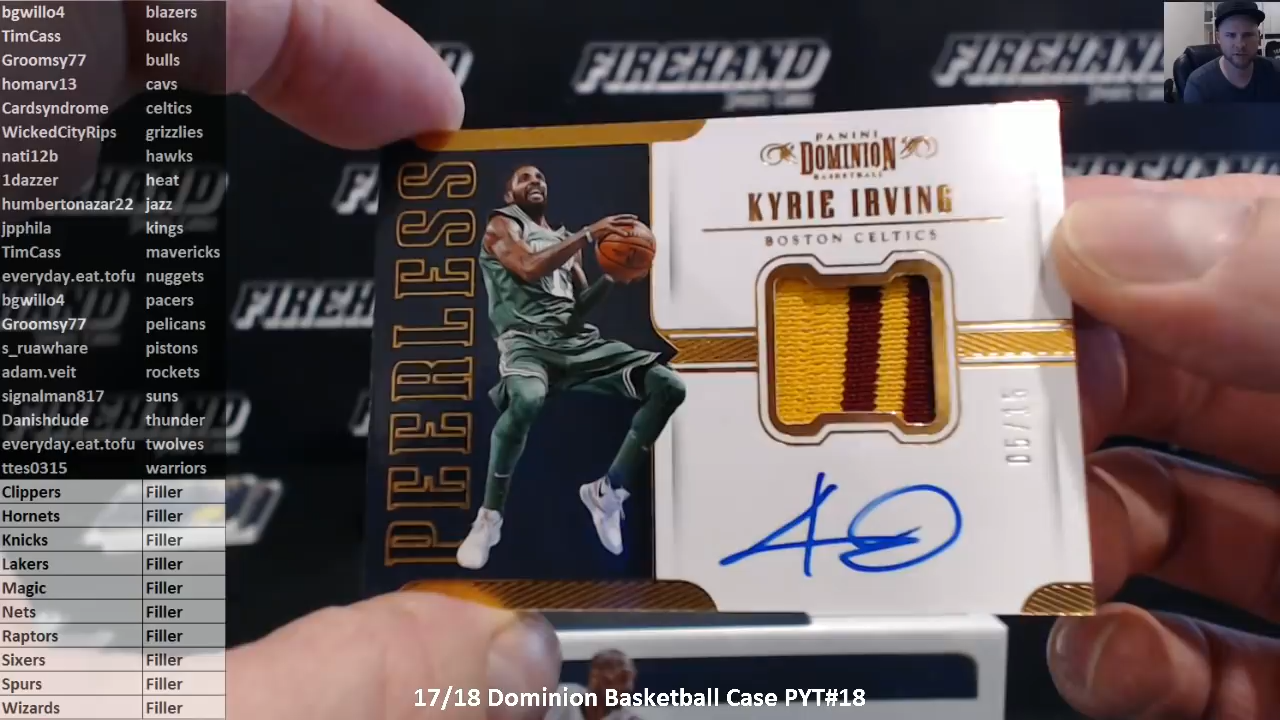 bgwillo4 blazers
TimCass bucks
Groomsy77 bulls
homarv13 cavs
Cardsyndrome celtics
WickedCityRips grizzlies
nati12b hawks
1dazzer heat
humbertonazar22 jazz
jpphila kings
TimCass mavericks
everyday.eat.tofu nuggets
bgwillo4 pacers
Groomsy77 pelicans
s_ruawhare pistons
adam.veit rockets
signalman817 suns
Danishdude thunder
everyday.eat.tofu twolves
ttes0315 warriors
Clippers Filler
Hornets Filler
Knicks Filler
Lakers Filler
Magic Filler
Nets Filler
Raptors Filler
Sixers Filler
Spurs Filler
Wizards Filler
FIREHAND
FIREHAND
FIREHAND
PEERLESS
PANINI
DOMINION
BASKETBALL
KYRIE IRVING
BOSTON CELTICS
05/15
17/18 Dominion Basketball Case PYT#18